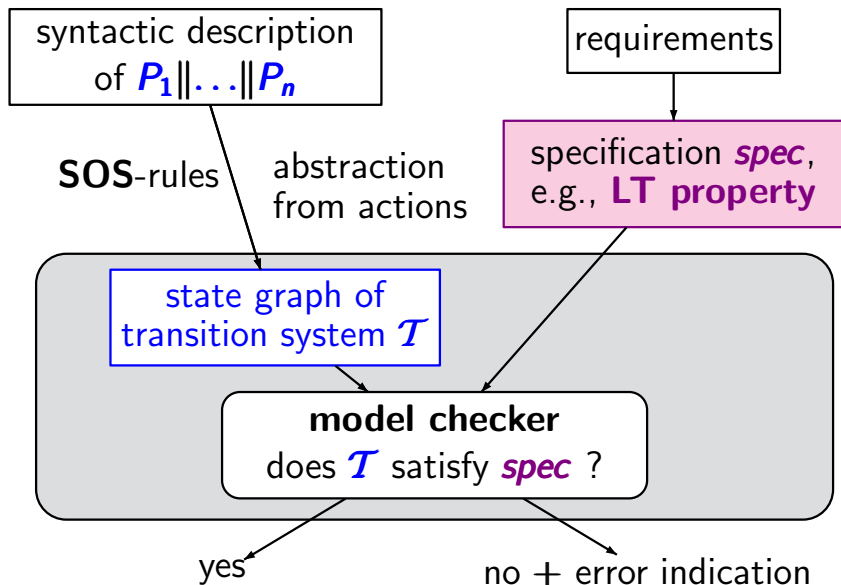 syntactic description
of P₁‖...‖Pₙ
requirements
SOS-rules
abstraction
from actions
specification spec,
e.g., LT property
state graph of
transition system 𝒯
model checker
does 𝒯 satisfy spec ?
yes
no + error indication